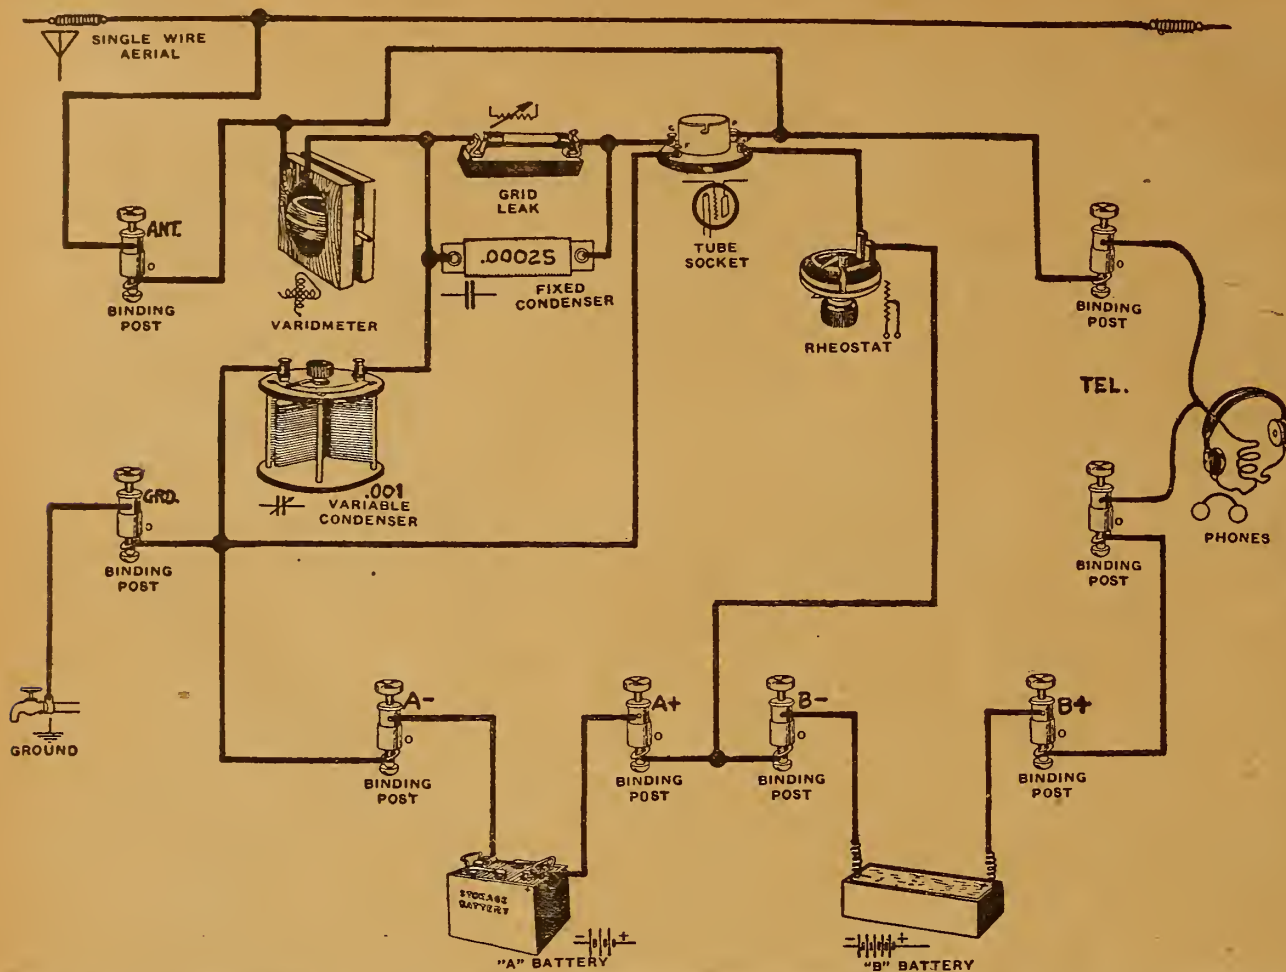 SINGLE WIRE
AERIAL
ANT.
BINDING
POST
VARIDMETER
GRID
LEAK
.00025
FIXED
CONDENSER
TUBE
SOCKET
RHEOSTAT
BINDING
POST
TEL.
PHONES
BINDING
POST
.001
VARIABLE
CONDENSER
GRD.
BINDING
POST
GROUND
A-
BINDING
POST
A+
BINDING
POST
B-
BINDING
POST
B+
BINDING
POST
STORAGE
BATTERY
- +
"A" BATTERY
- +
"B" BATTERY